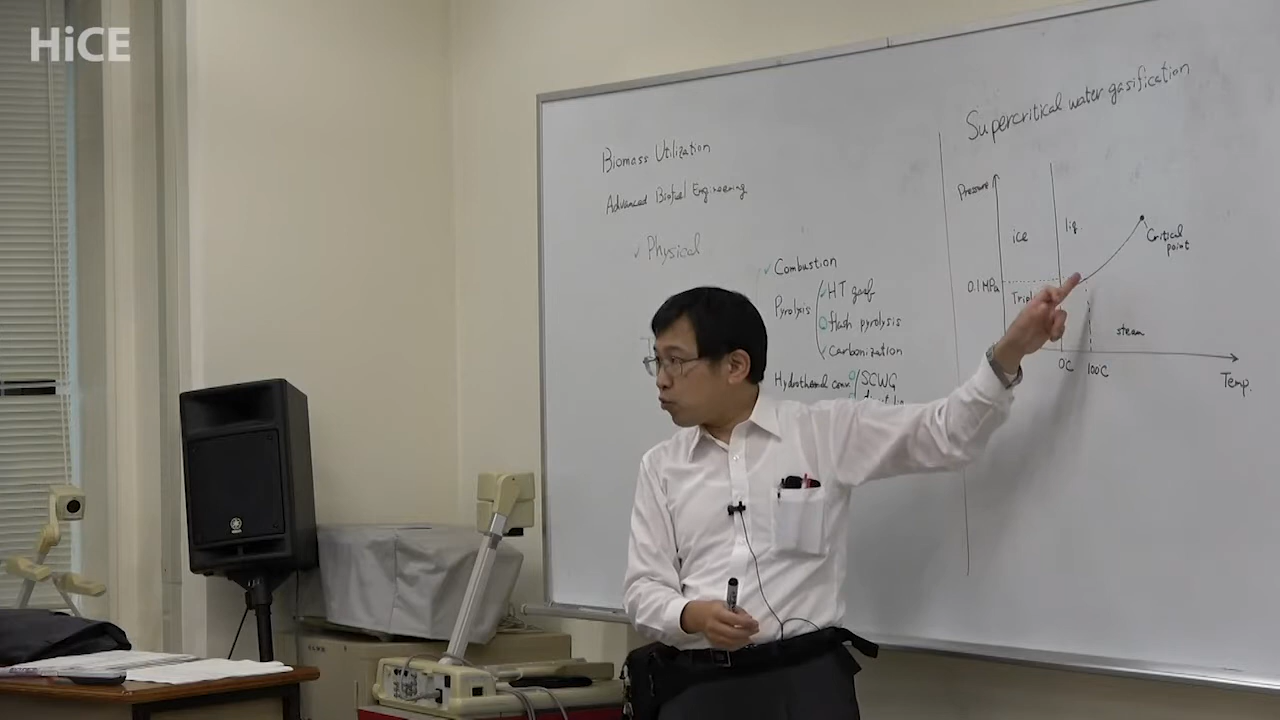 HiCE
Biomass Utilization
Advanced Biofuel Engineering
✓ Physical
✓ Combustion
Pyrolysis
✓ HT gasf
flash pyrolysis
✓ Carbonization
Hydrothermal conv.
SCWG
Supercritical water gasification
Pressure
ice
liq.
Critical
point
0.1 MPa
steam
0C
100C
Temp.